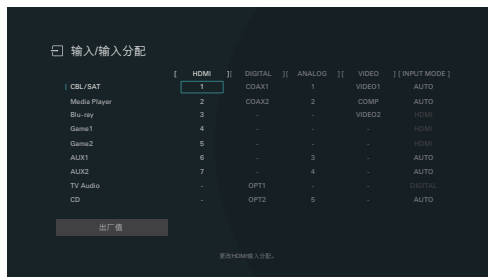 输入/输入分配
[ HDMI ][ DIGITAL ][ ANALOG ][ VIDEO ][ INPUT MODE ]
CBL/SAT 1 COAX1 1 VIDEO1 AUTO
Media Player 2 COAX2 2 COMP AUTO
Blu-ray 3 - - VIDEO2 HDMI
Game1 4 - - - HDMI
Game2 5 - - - HDMI
AUX1 6 - 3 - AUTO
AUX2 7 - 4 - AUTO
TV Audio - OPT1 - - DIGITAL
CD - OPT2 5 - AUTO
出厂值
更改HDMI输入分配。